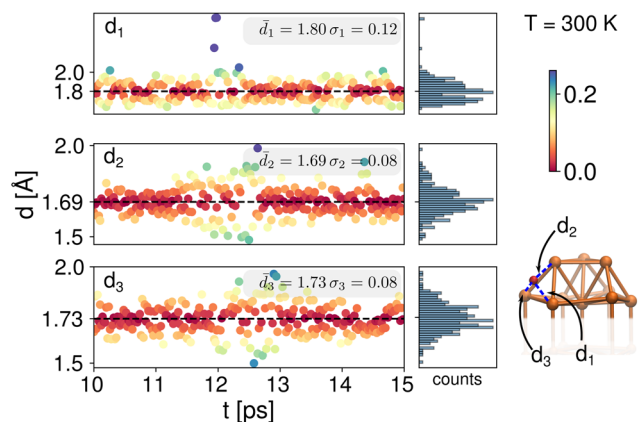 d₁
d̄₁ = 1.80 σ₁ = 0.12
T = 300 K
2.0
1.8
0.2
0.0
d₂
d̄₂ = 1.69 σ₂ = 0.08
2.0
1.69
1.5
d [Å]
d₃
d̄₃ = 1.73 σ₃ = 0.08
2.0
1.73
1.5
10 11 12 13 14 15
t [ps]
counts
d₂
d₃
d₁